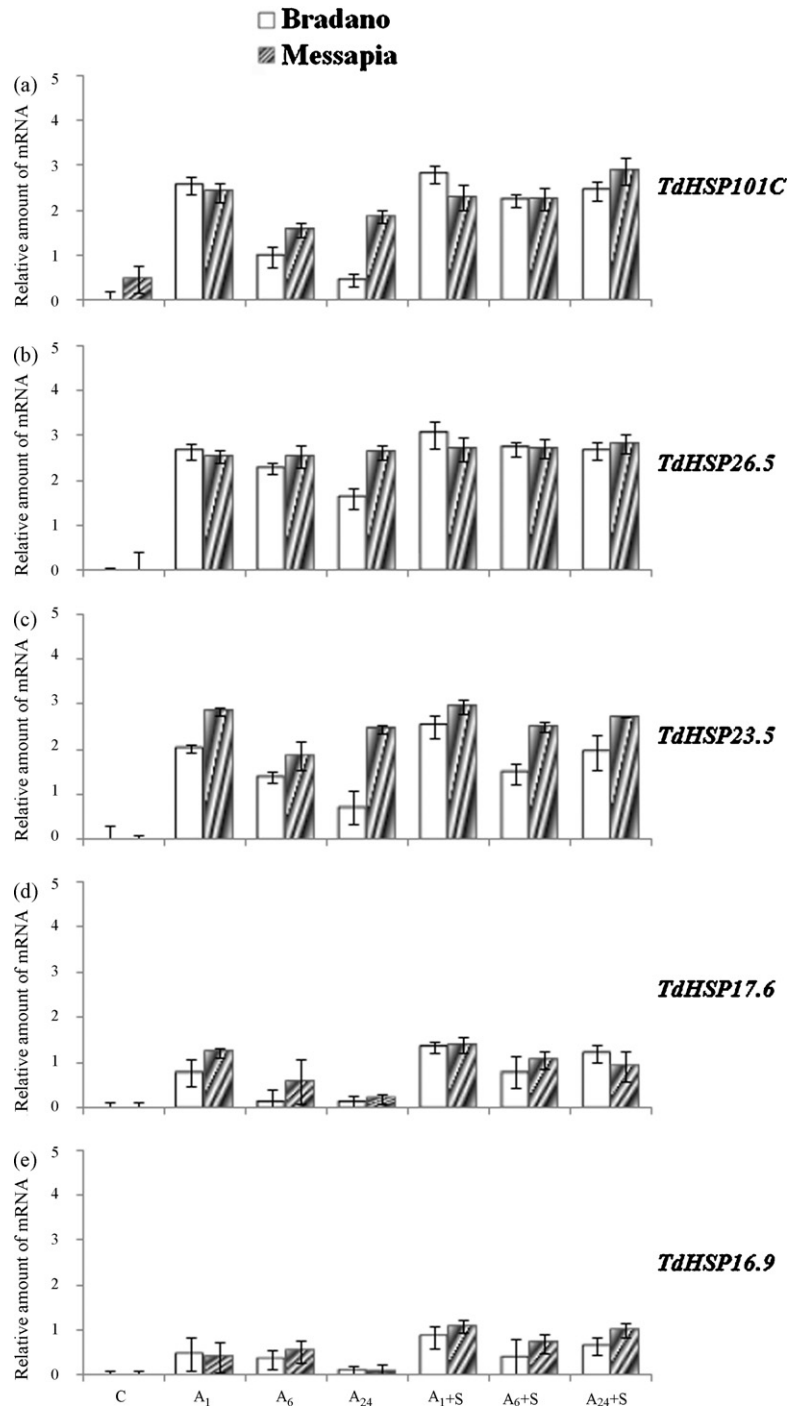 Bradano
Messapia
(a)
Relative amount of mRNA
5
4
3
2
1
0
TdHSP101C
(b)
Relative amount of mRNA
5
4
3
2
1
0
TdHSP26.5
(c)
Relative amount of mRNA
5
4
3
2
1
0
TdHSP23.5
(d)
Relative amount of mRNA
5
4
3
2
1
0
TdHSP17.6
(e)
Relative amount of mRNA
5
4
3
2
1
0
TdHSP16.9
C A1 A6 A24 A1+S A6+S A24+S